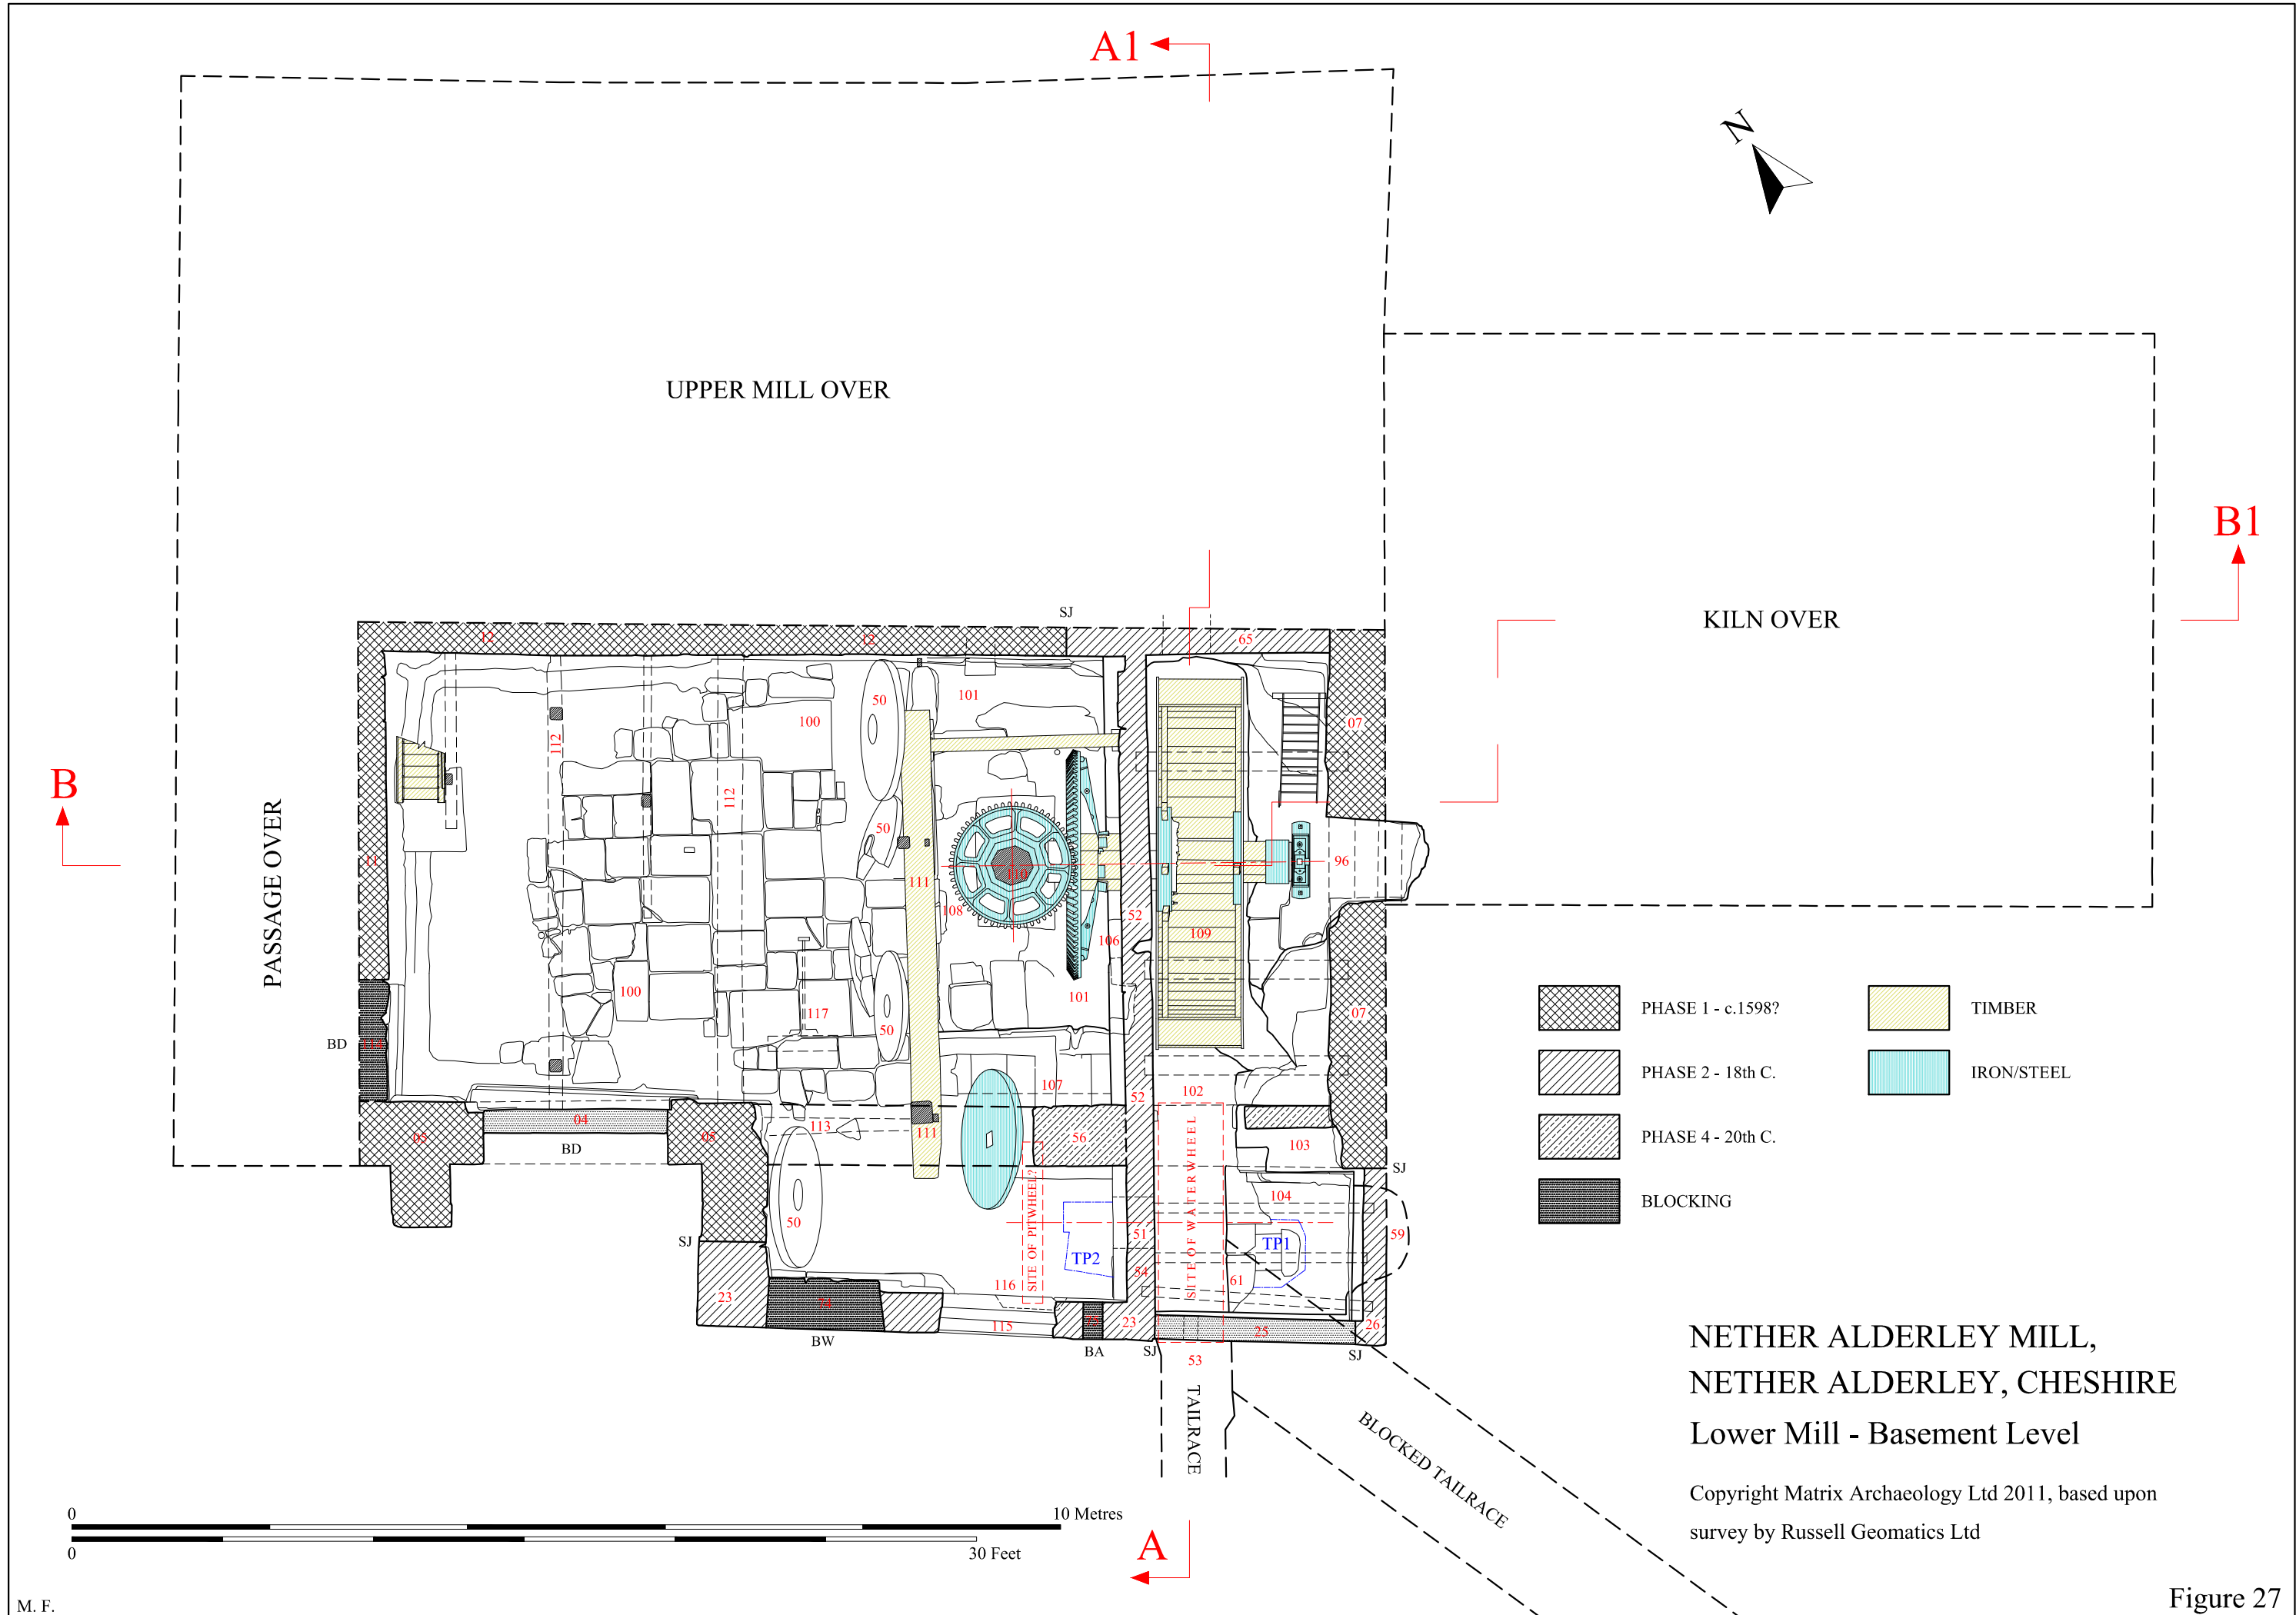 A1
N
UPPER MILL OVER
B1
KILN OVER
SJ
12
12
65
50
101
100
07
112
112
B
PASSAGE OVER
50
11
111
110
96
108
52
106
109
100
101
117
50
07
BD
107
102
52
04
05
05
BD
113
111
56
103
SJ
SITE OF PITWHEEL?
SITE OF WATERWHEEL
104
50
51
59
SJ
TP2
TP1
54
61
116
23
74
115
23
25
26
BW
BA
SJ
SJ
53
TAILRACE
BLOCKED TAILRACE
PHASE 1 - c.1598?
TIMBER
PHASE 2 - 18th C.
IRON/STEEL
PHASE 4 - 20th C.
BLOCKING
NETHER ALDERLEY MILL,
NETHER ALDERLEY, CHESHIRE
Lower Mill - Basement Level
Copyright Matrix Archaeology Ltd 2011, based upon
survey by Russell Geomatics Ltd
0
10 Metres
0
30 Feet
A
M. F.
Figure 27